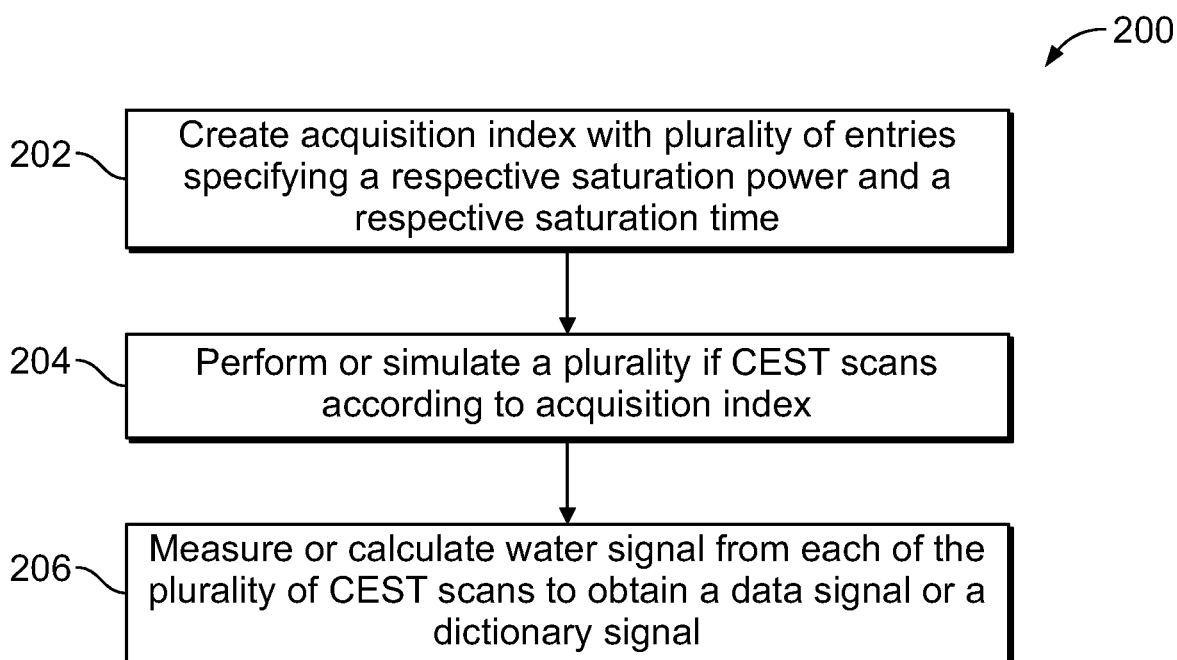 200
202
Create acquisition index with plurality of entries
specifying a respective saturation power and a
respective saturation time
204
Perform or simulate a plurality if CEST scans
according to acquisition index
206
Measure or calculate water signal from each of the
plurality of CEST scans to obtain a data signal or a
dictionary signal